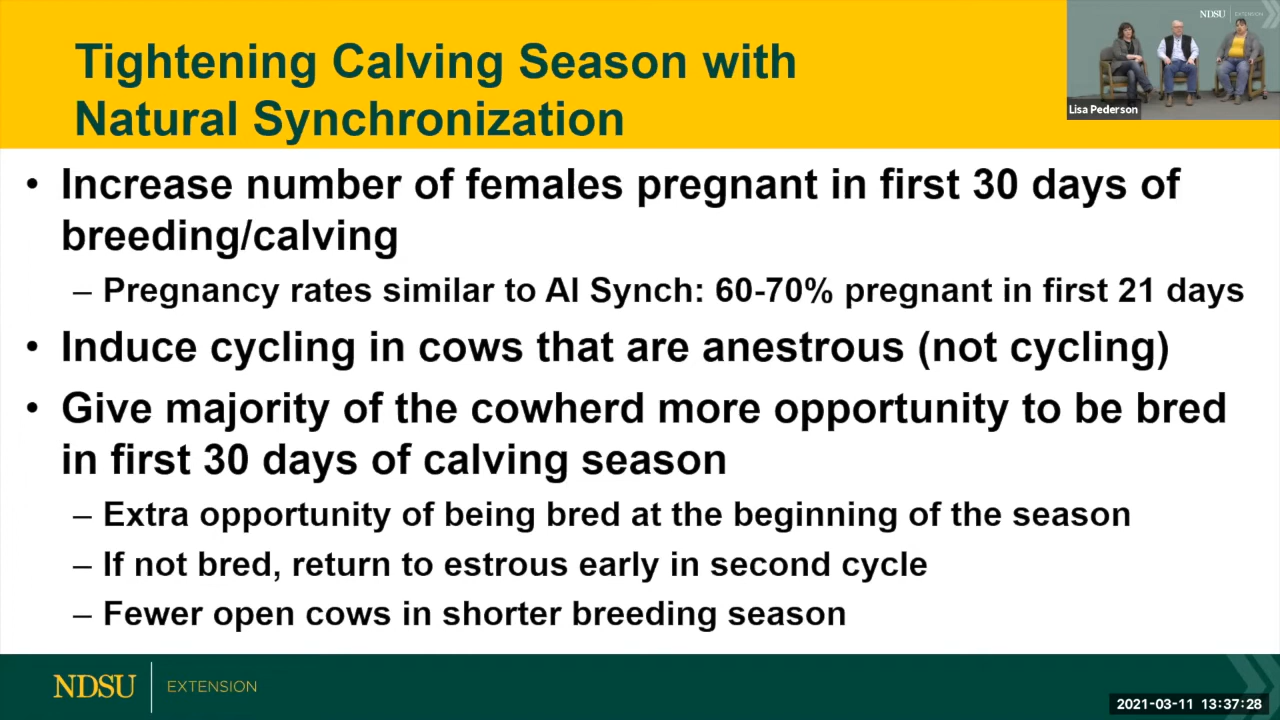 NDSU EXTENSION
Tightening Calving Season with
Natural Synchronization
Lisa Pederson
• Increase number of females pregnant in first 30 days of
breeding/calving
– Pregnancy rates similar to AI Synch: 60-70% pregnant in first 21 days
• Induce cycling in cows that are anestrous (not cycling)
• Give majority of the cowherd more opportunity to be bred
in first 30 days of calving season
– Extra opportunity of being bred at the beginning of the season
– If not bred, return to estrous early in second cycle
– Fewer open cows in shorter breeding season
NDSU EXTENSION
2021-03-11 13:37:28